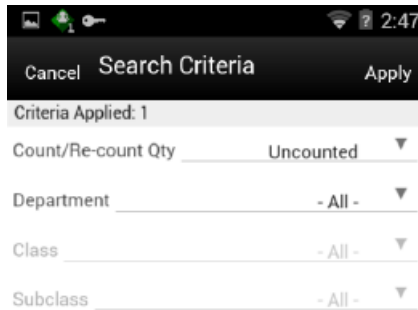 1 ? 2:47
Cancel Search Criteria Apply
Criteria Applied: 1
Count/Re-count Qty Uncounted
Department - All -
Class - All -
Subclass - All -